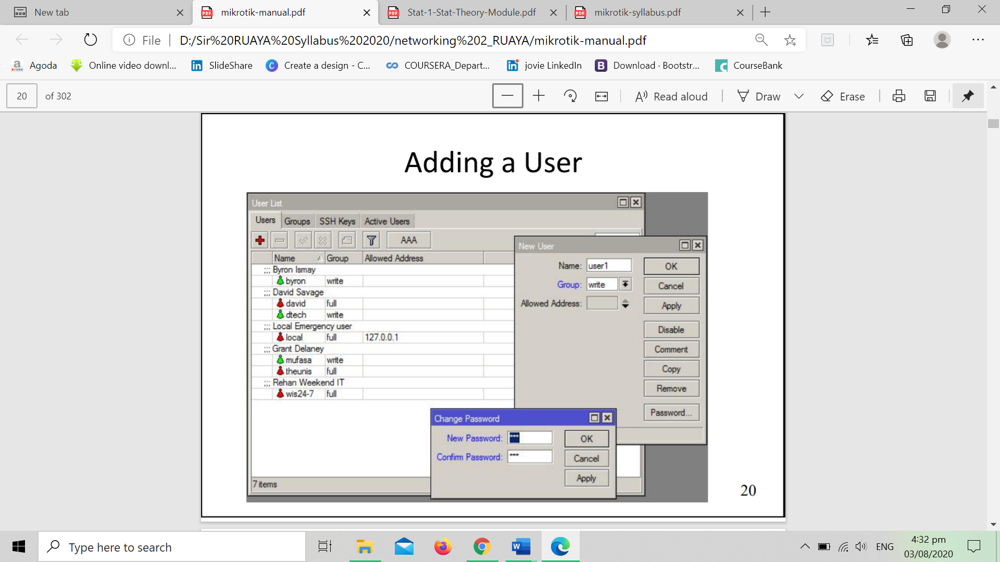 New tab
mikrotik-manual.pdf
Stat-1-Stat-Theory-Module.pdf
mikrotik-syllabus.pdf
File
D:/Sir%20RUAYA%20Syllabus%202020/networking%202_RUAYA/mikrotik-manual.pdf
Agoda
Online video downl...
SlideShare
Create a design - C...
COURSERA_Depart...
jovie LinkedIn
Download · Bootstr...
CourseBank
20 of 302
Read aloud
Draw
Erase
Adding a User
User List
Users Groups SSH Keys Active Users
AAA
Name Group Allowed Address
;;; Byron Ismay
byron write
;;; David Savage
david full
dtech write
;;; Local Emergency user
local full 127.0.0.1
;;; Grant Delaney
mufasa write
theunis full
;;; Rehan Weekend IT
wis24-7 full
7 items
New User
Name: user1
Group: write
Allowed Address:
OK
Cancel
Apply
Disable
Comment
Copy
Remove
Password...
Change Password
New Password: ***
Confirm Password: ***
OK
Cancel
Apply
20
Type here to search
ENG
4:32 pm
03/08/2020